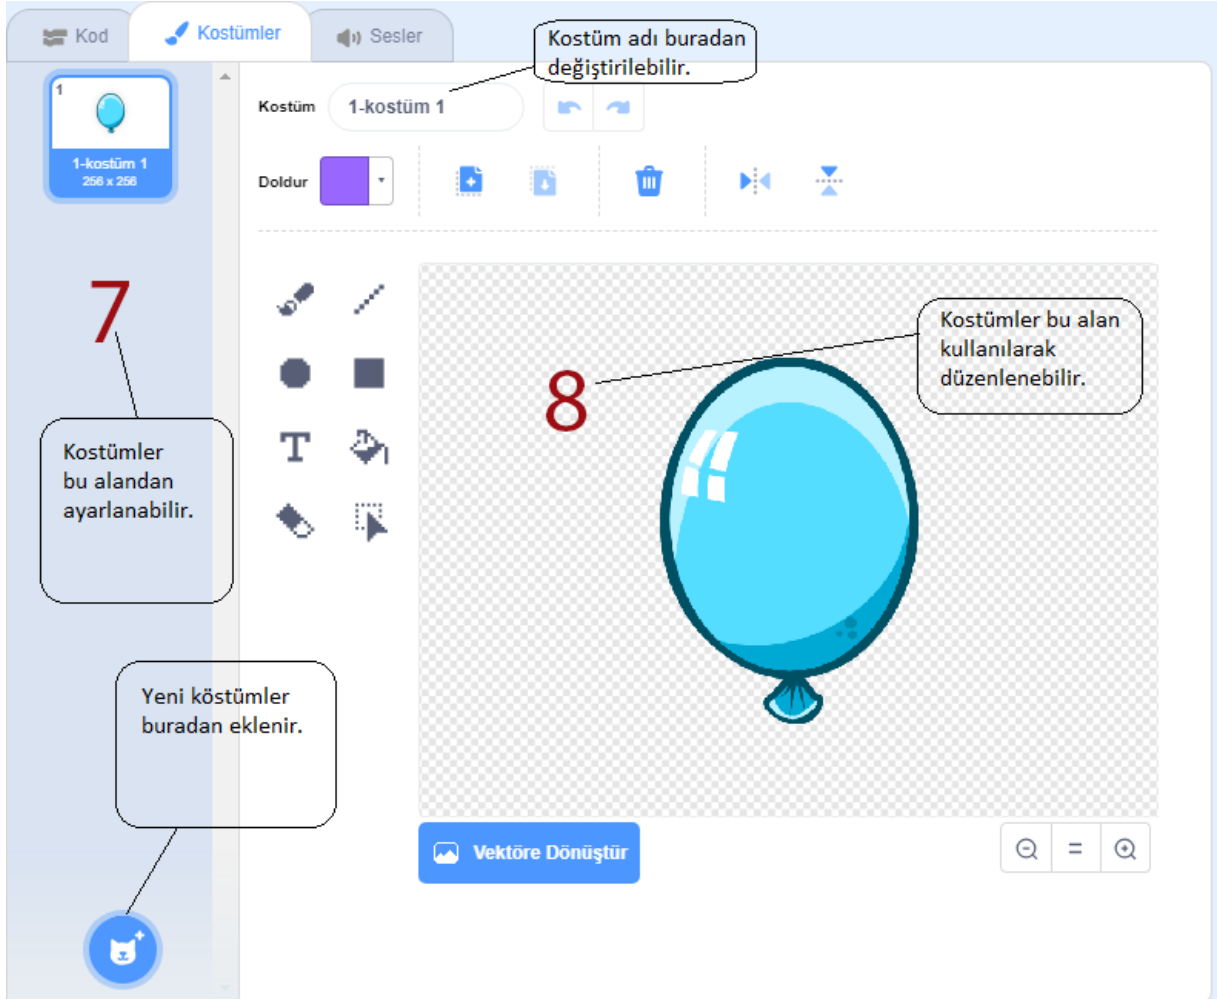 Kod
Kostümler
Sesler
Kostüm adı buradan
değiştirilebilir.
1
1-kostüm 1
256 x 256
Kostüm
1-kostüm 1
Doldur
7
Kostümler
bu alandan
ayarlanabilir.
T
8
Kostümler bu alan
kullanılarak
düzenlenebilir.
Yeni köstümler
buradan eklenir.
Vektöre Dönüştür